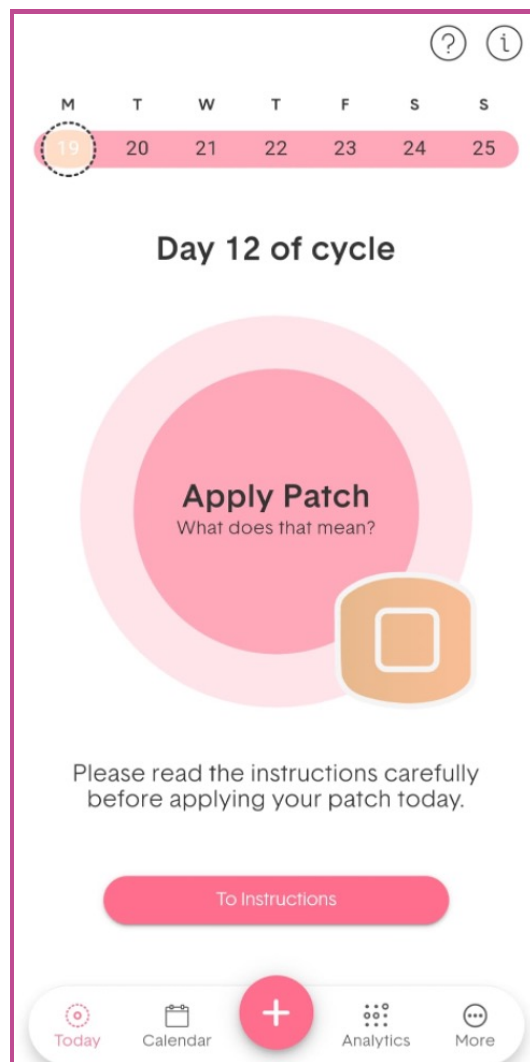 ? i
M T W T F S S
19 20 21 22 23 24 25
Day 12 of cycle
Apply Patch
What does that mean?
Please read the instructions carefully
before applying your patch today.
To Instructions
+
Today Calendar Analytics More